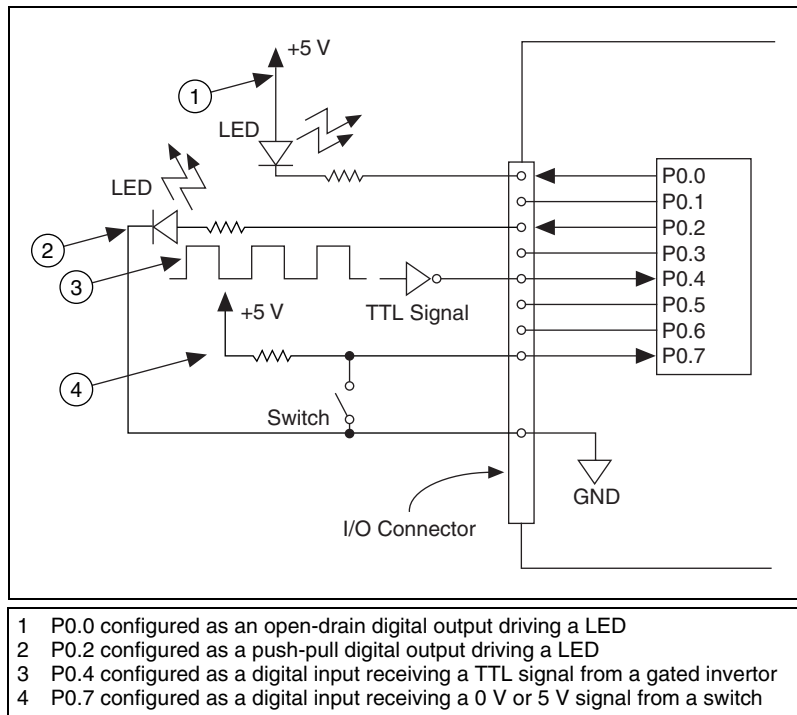 +5 V
1
LED
P0.0
P0.1
LED
P0.2
2
P0.3
3
P0.4
TTL Signal
P0.5
+5 V
P0.6
P0.7
4
Switch
GND
I/O Connector
1 P0.0 configured as an open-drain digital output driving a LED
2 P0.2 configured as a push-pull digital output driving a LED
3 P0.4 configured as a digital input receiving a TTL signal from a gated invertor
4 P0.7 configured as a digital input receiving a 0 V or 5 V signal from a switch